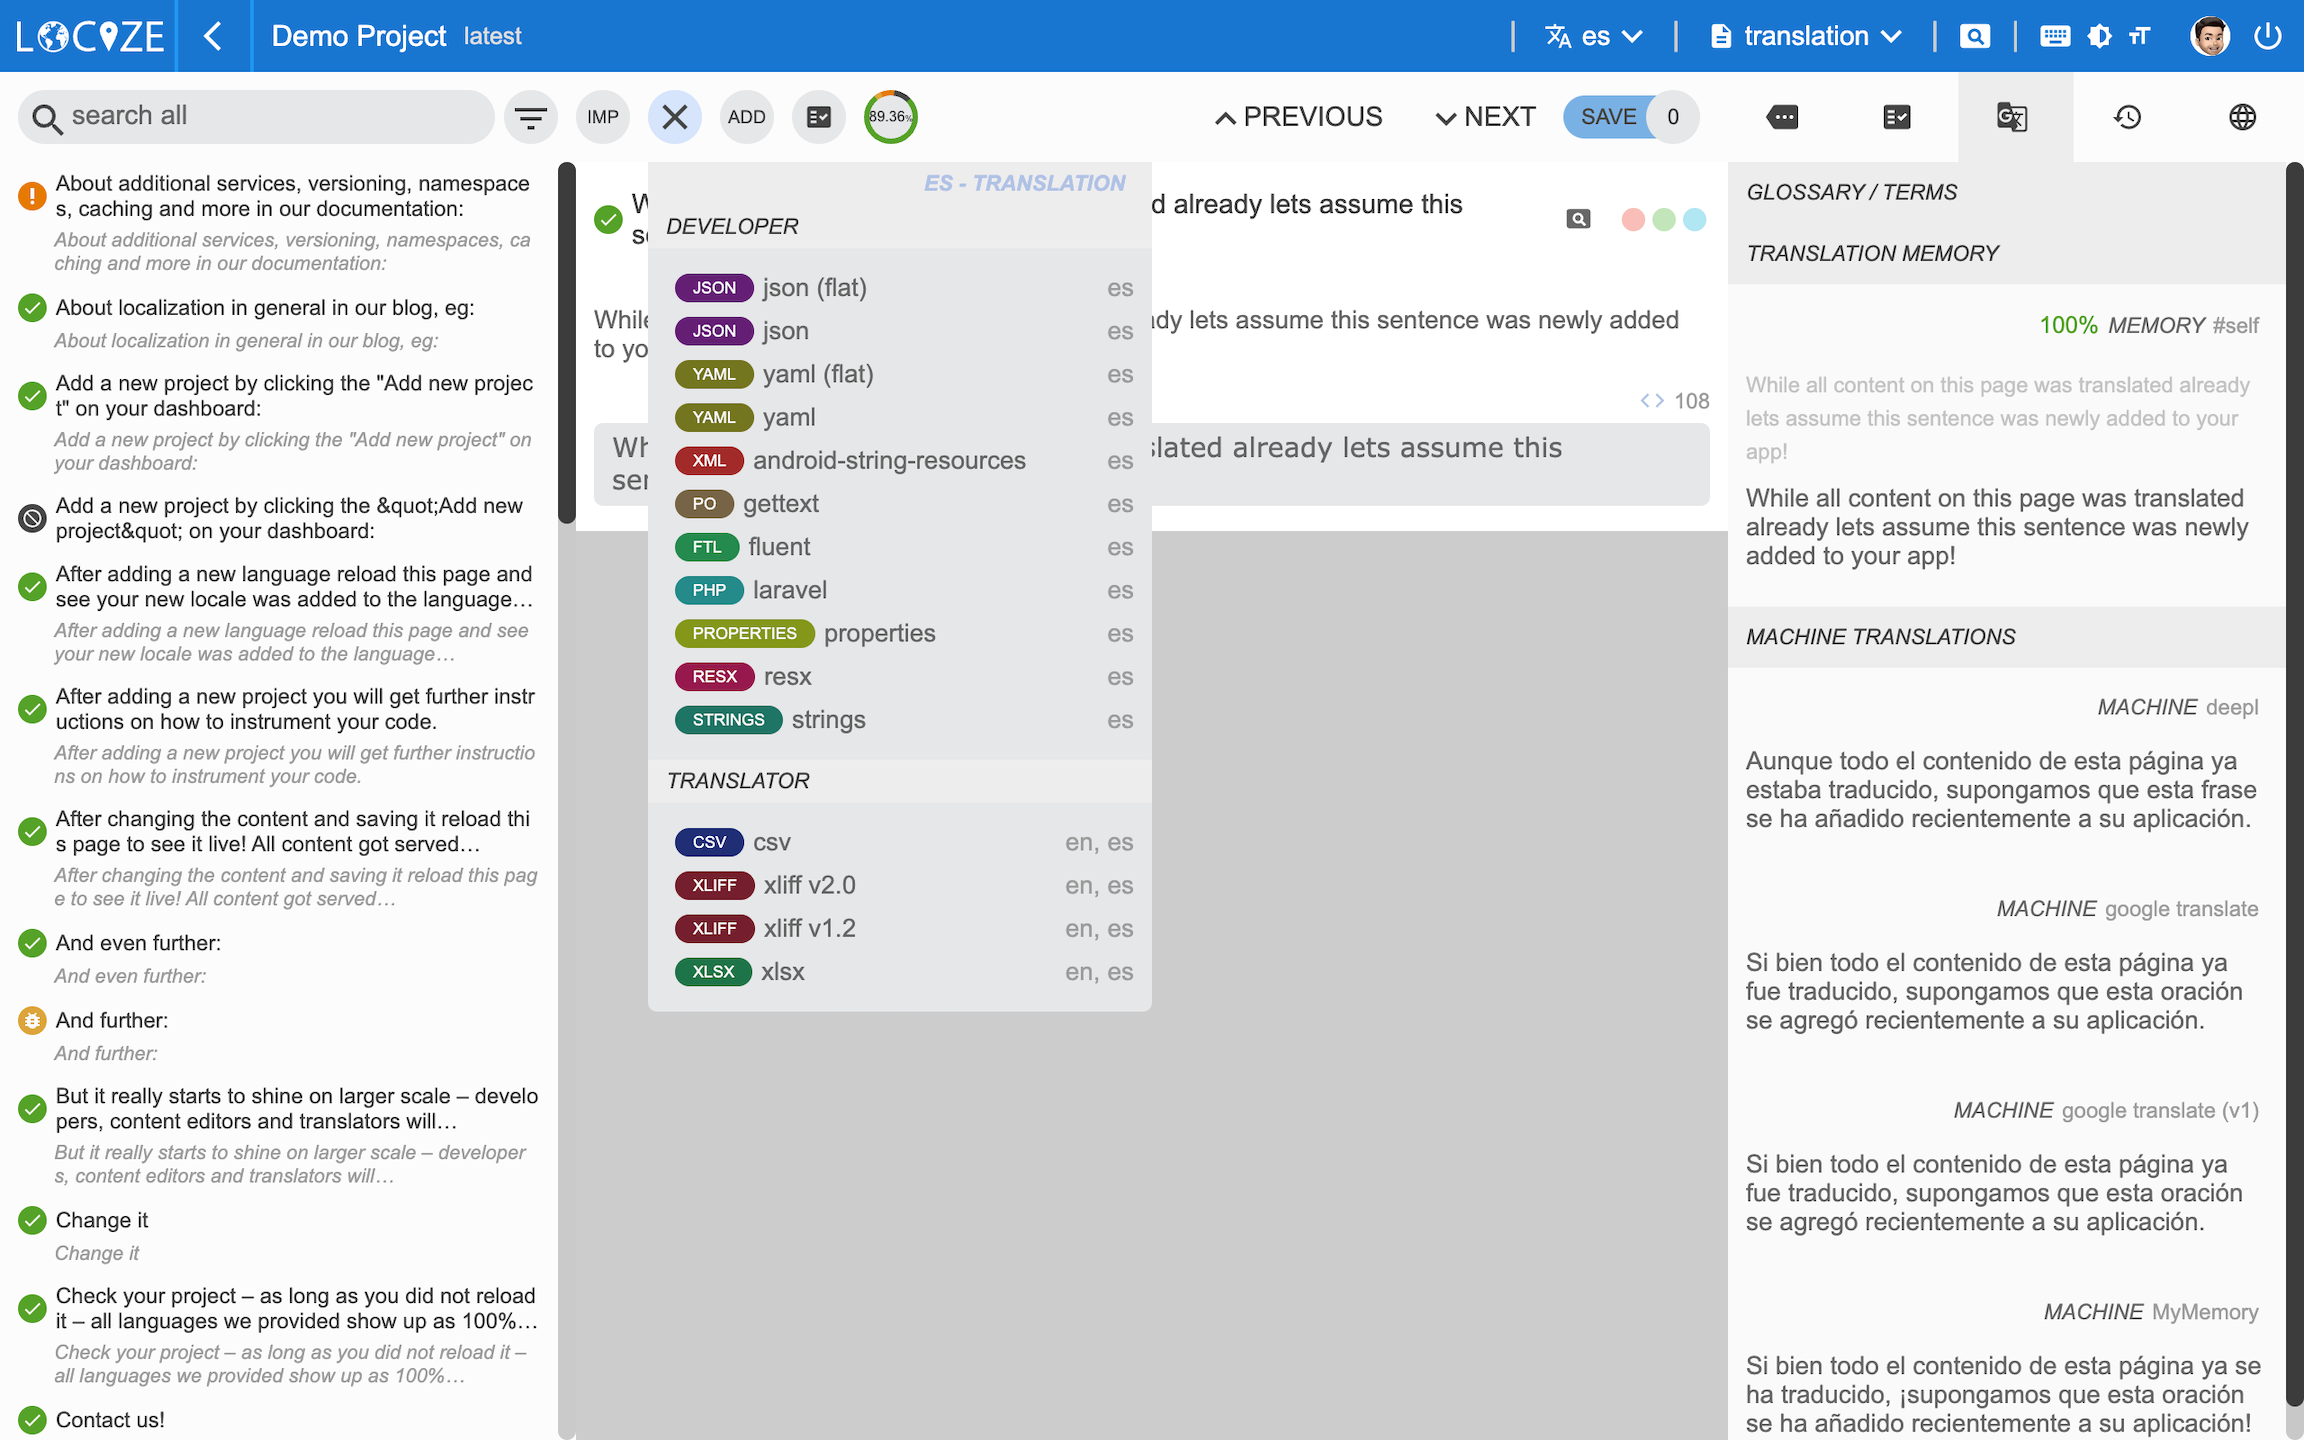 LOCIZE
Demo Project latest
es
translation
search all
IMP
ADD
89.36%
PREVIOUS
NEXT
SAVE 0
About additional services, versioning, namespace
s, caching and more in our documentation:
About additional services, versioning, namespaces, ca
ching and more in our documentation:
About localization in general in our blog, eg:
About localization in general in our blog, eg:
Add a new project by clicking the "Add new projec
t" on your dashboard:
Add a new project by clicking the "Add new project" on
your dashboard:
Add a new project by clicking the &quot;Add new
project&quot; on your dashboard:
After adding a new language reload this page and
see your new locale was added to the language…
After adding a new language reload this page and see
your new locale was added to the language…
After adding a new project you will get further instr
uctions on how to instrument your code.
After adding a new project you will get further instructio
ns on how to instrument your code.
After changing the content and saving it reload thi
s page to see it live! All content got served…
After changing the content and saving it reload this pag
e to see it live! All content got served…
And even further:
And even further:
And further:
And further:
But it really starts to shine on larger scale – develo
pers, content editors and translators will…
But it really starts to shine on larger scale – developer
s, content editors and translators will…
Change it
Change it
Check your project – as long as you did not reload
it – all languages we provided show up as 100%…
Check your project – as long as you did not reload it –
all languages we provided show up as 100%…
Contact us!
ES - TRANSLATION
DEVELOPER
JSON json (flat) es
JSON json es
YAML yaml (flat) es
YAML yaml es
XML android-string-resources es
PO gettext es
FTL fluent es
PHP laravel es
PROPERTIES properties es
RESX resx es
STRINGS strings es
TRANSLATOR
CSV csv en, es
XLIFF xliff v2.0 en, es
XLIFF xliff v1.2 en, es
XLSX xlsx en, es
d already lets assume this
While dy lets assume this sentence was newly added
to yo
<> 108
Wh slated already lets assume this
sen
GLOSSARY / TERMS
TRANSLATION MEMORY
100% MEMORY #self
While all content on this page was translated already
lets assume this sentence was newly added to your
app!
While all content on this page was translated
already lets assume this sentence was newly
added to your app!
MACHINE TRANSLATIONS
MACHINE deepl
Aunque todo el contenido de esta página ya
estaba traducido, supongamos que esta frase
se ha añadido recientemente a su aplicación.
MACHINE google translate
Si bien todo el contenido de esta página ya
fue traducido, supongamos que esta oración
se agregó recientemente a su aplicación.
MACHINE google translate (v1)
Si bien todo el contenido de esta página ya
fue traducido, supongamos que esta oración
se agregó recientemente a su aplicación.
MACHINE MyMemory
Si bien todo el contenido de esta página ya se
ha traducido, ¡supongamos que esta oración
se ha añadido recientemente a su aplicación!